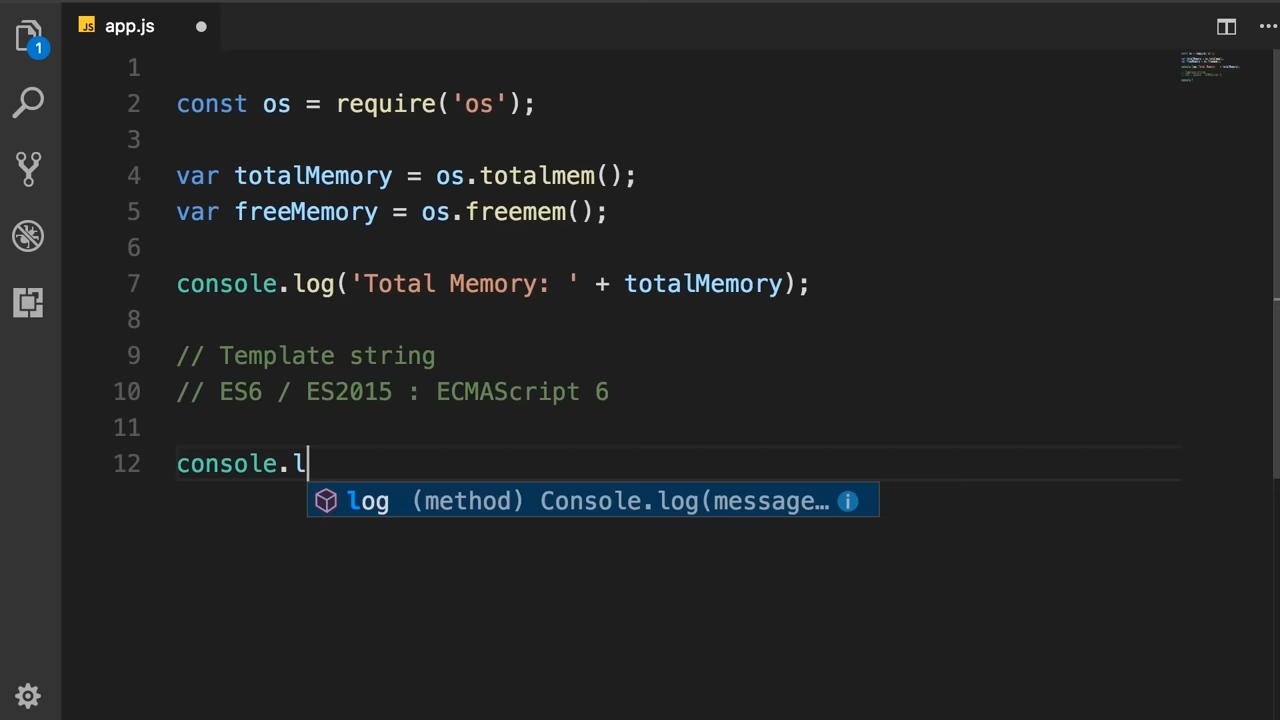 JS app.js
1
1
2 const os = require('os');
3
4 var totalMemory = os.totalmem();
5 var freeMemory = os.freemem();
6
7 console.log('Total Memory: ' + totalMemory);
8
9 // Template string
10 // ES6 / ES2015 : ECMAScript 6
11
12 console.l
log (method) Console.log(message…